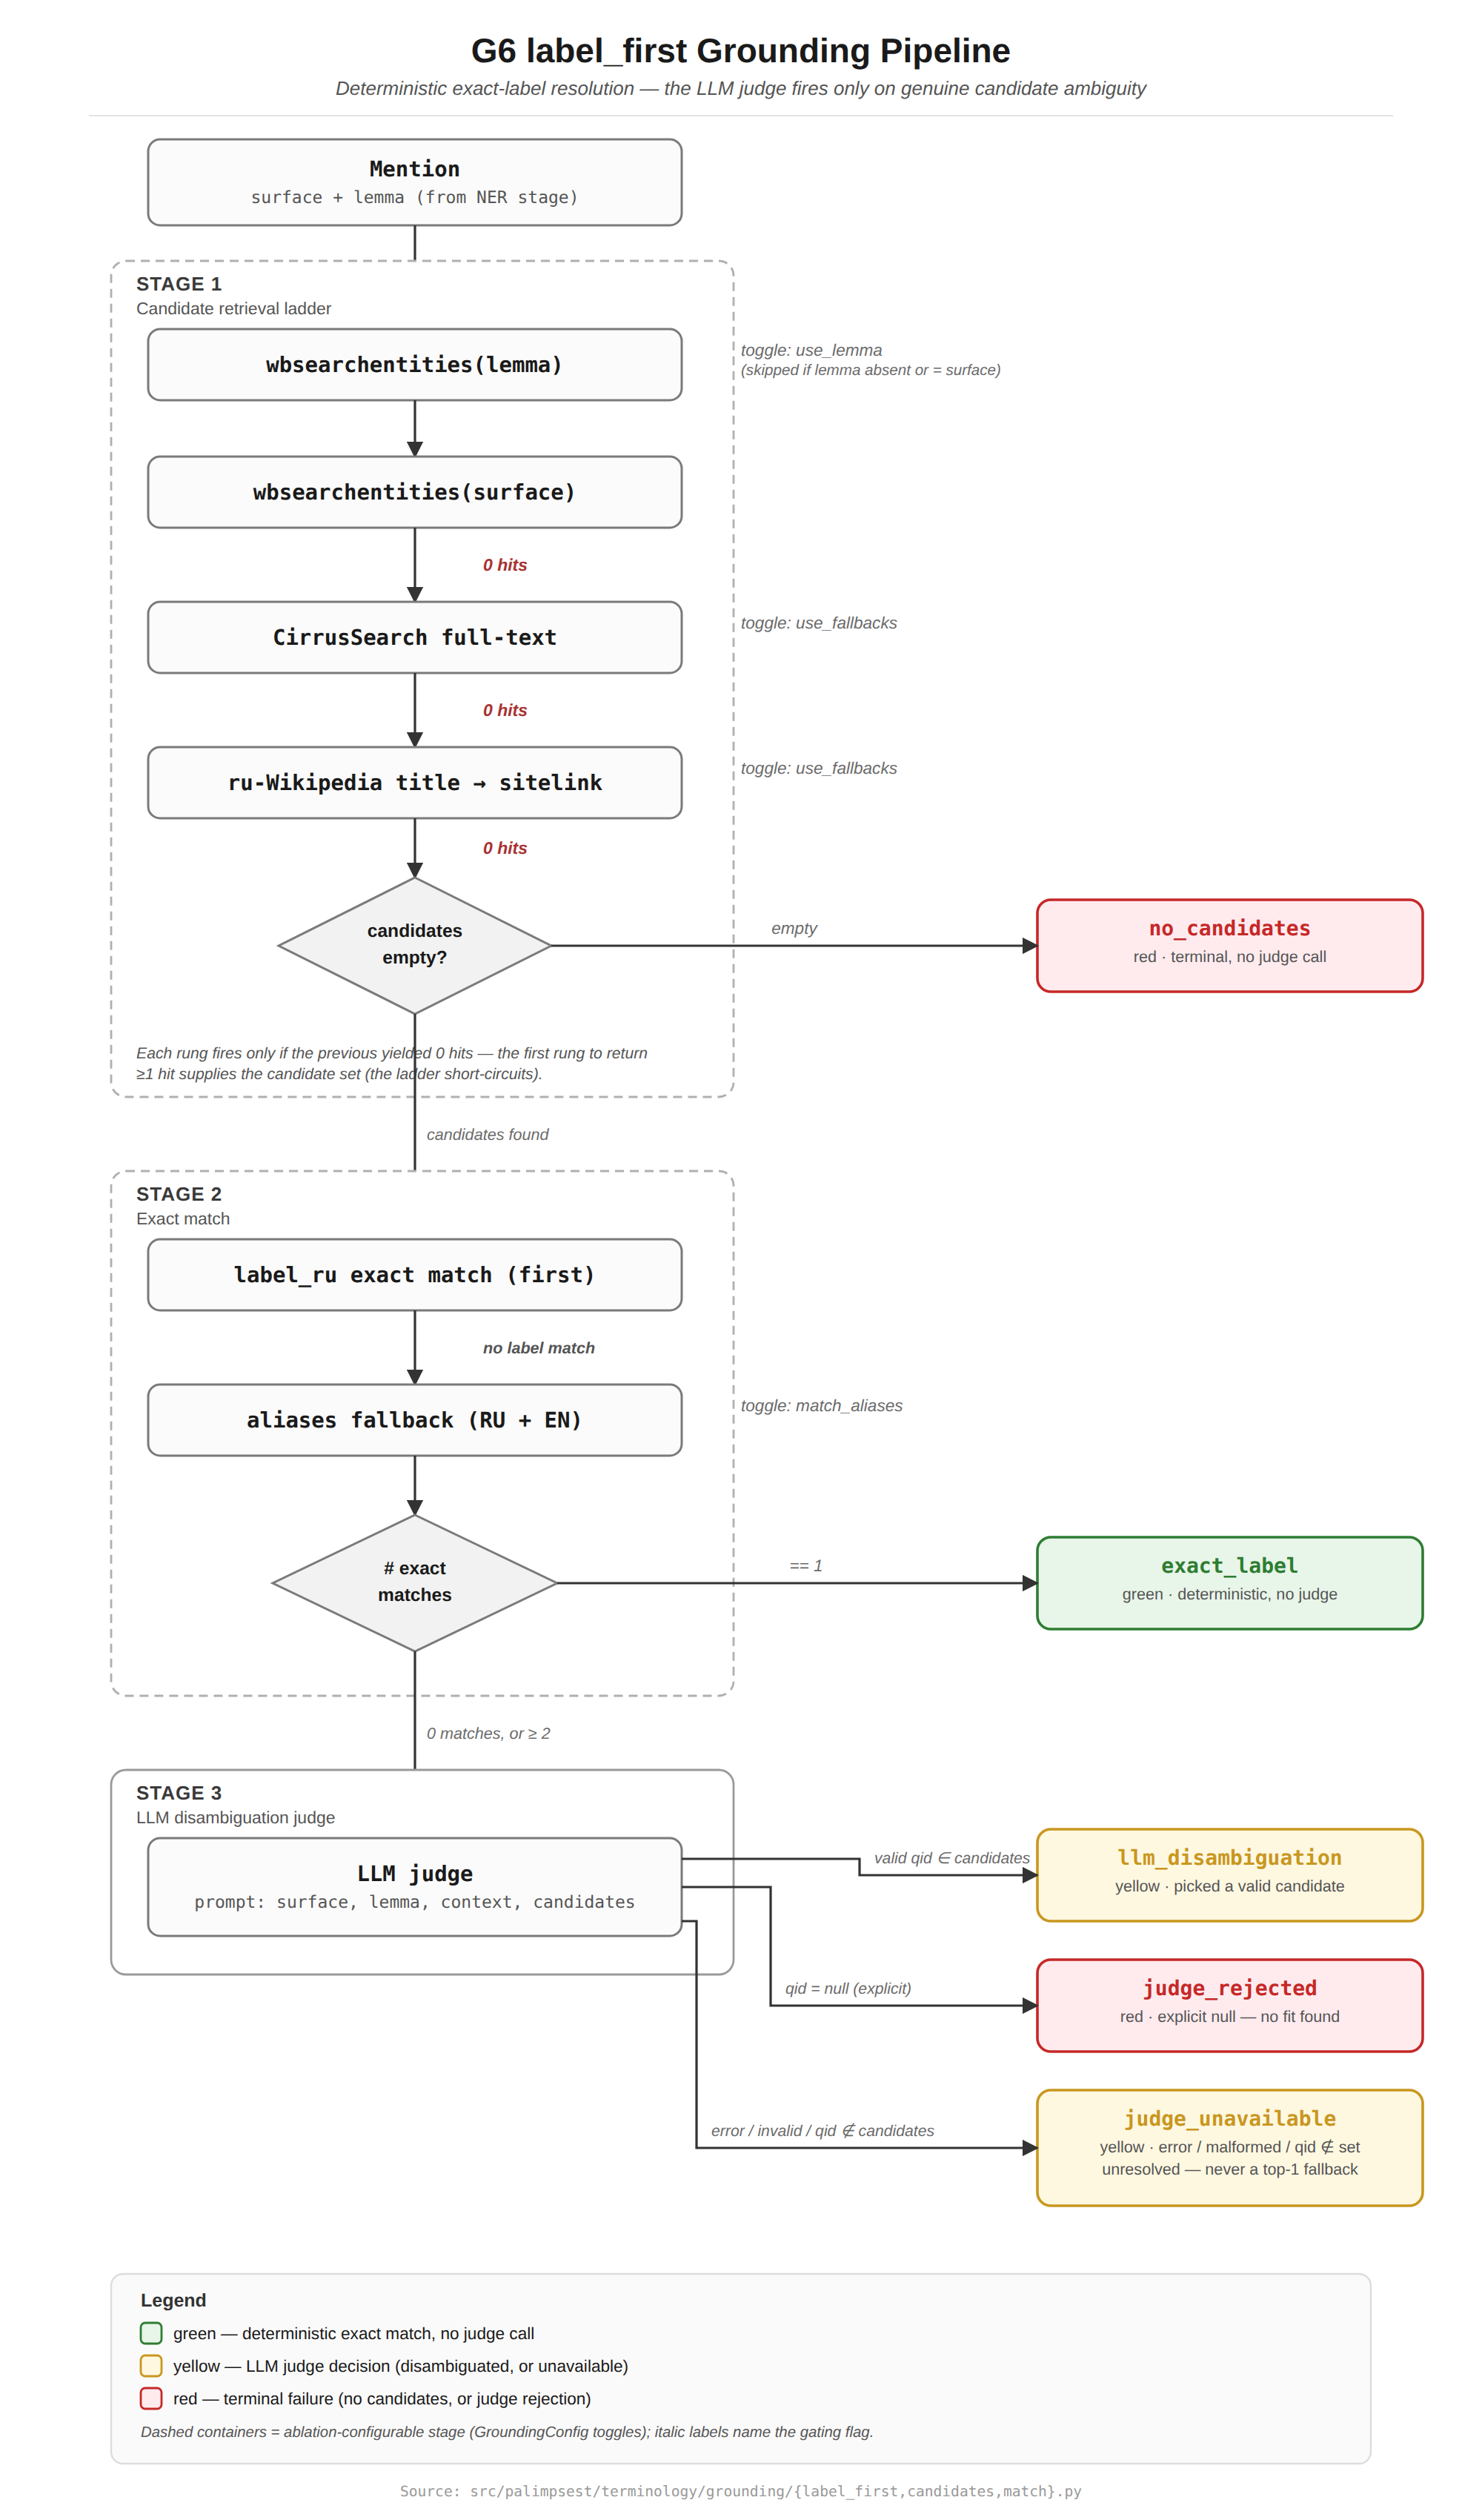 G6 label_first Grounding Pipeline
Deterministic exact-label resolution — the LLM judge fires only on genuine candidate ambiguity
Mention
surface + lemma (from NER stage)
STAGE 1
Candidate retrieval ladder
wbsearchentities(lemma)
toggle: use_lemma
(skipped if lemma absent or = surface)
wbsearchentities(surface)
0 hits
CirrusSearch full-text
toggle: use_fallbacks
0 hits
ru-Wikipedia title → sitelink
toggle: use_fallbacks
0 hits
candidates
empty?
empty
no_candidates
red · terminal, no judge call
Each rung fires only if the previous yielded 0 hits — the first rung to return
≥1 hit supplies the candidate set (the ladder short-circuits).
candidates found
STAGE 2
Exact match
label_ru exact match (first)
no label match
aliases fallback (RU + EN)
toggle: match_aliases
# exact
matches
== 1
exact_label
green · deterministic, no judge
0 matches, or ≥ 2
STAGE 3
LLM disambiguation judge
LLM judge
prompt: surface, lemma, context, candidates
valid qid ∈ candidates
llm_disambiguation
yellow · picked a valid candidate
qid = null (explicit)
judge_rejected
red · explicit null — no fit found
error / invalid / qid ∉ candidates
judge_unavailable
yellow · error / malformed / qid ∉ set
unresolved — never a top-1 fallback
Legend
green — deterministic exact match, no judge call
yellow — LLM judge decision (disambiguated, or unavailable)
red — terminal failure (no candidates, or judge rejection)
Dashed containers = ablation-configurable stage (GroundingConfig toggles); italic labels name the gating flag.
Source: src/palimpsest/terminology/grounding/{label_first,candidates,match}.py